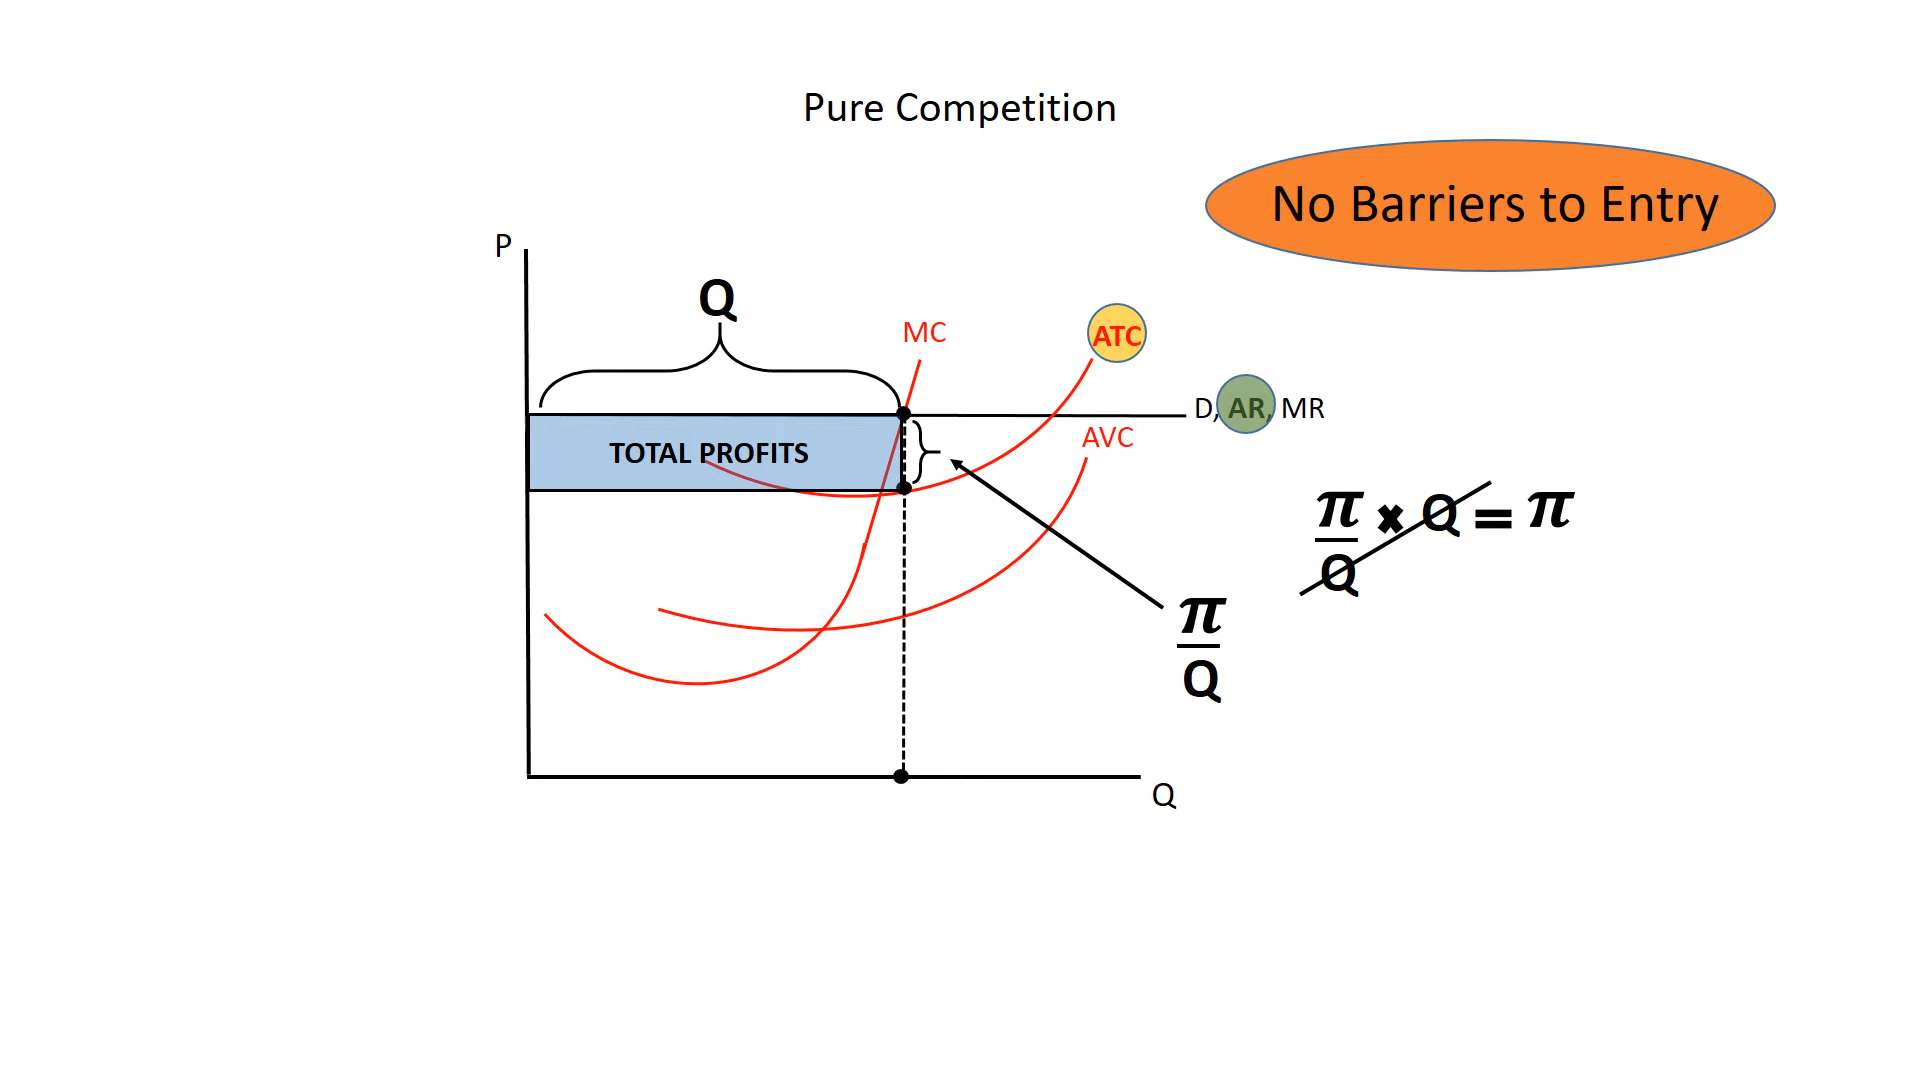 Pure Competition
No Barriers to Entry
P
Q
MC
ATC
D, AR, MR
AVC
TOTAL PROFITS
π/Q × Q = π
π/Q
Q